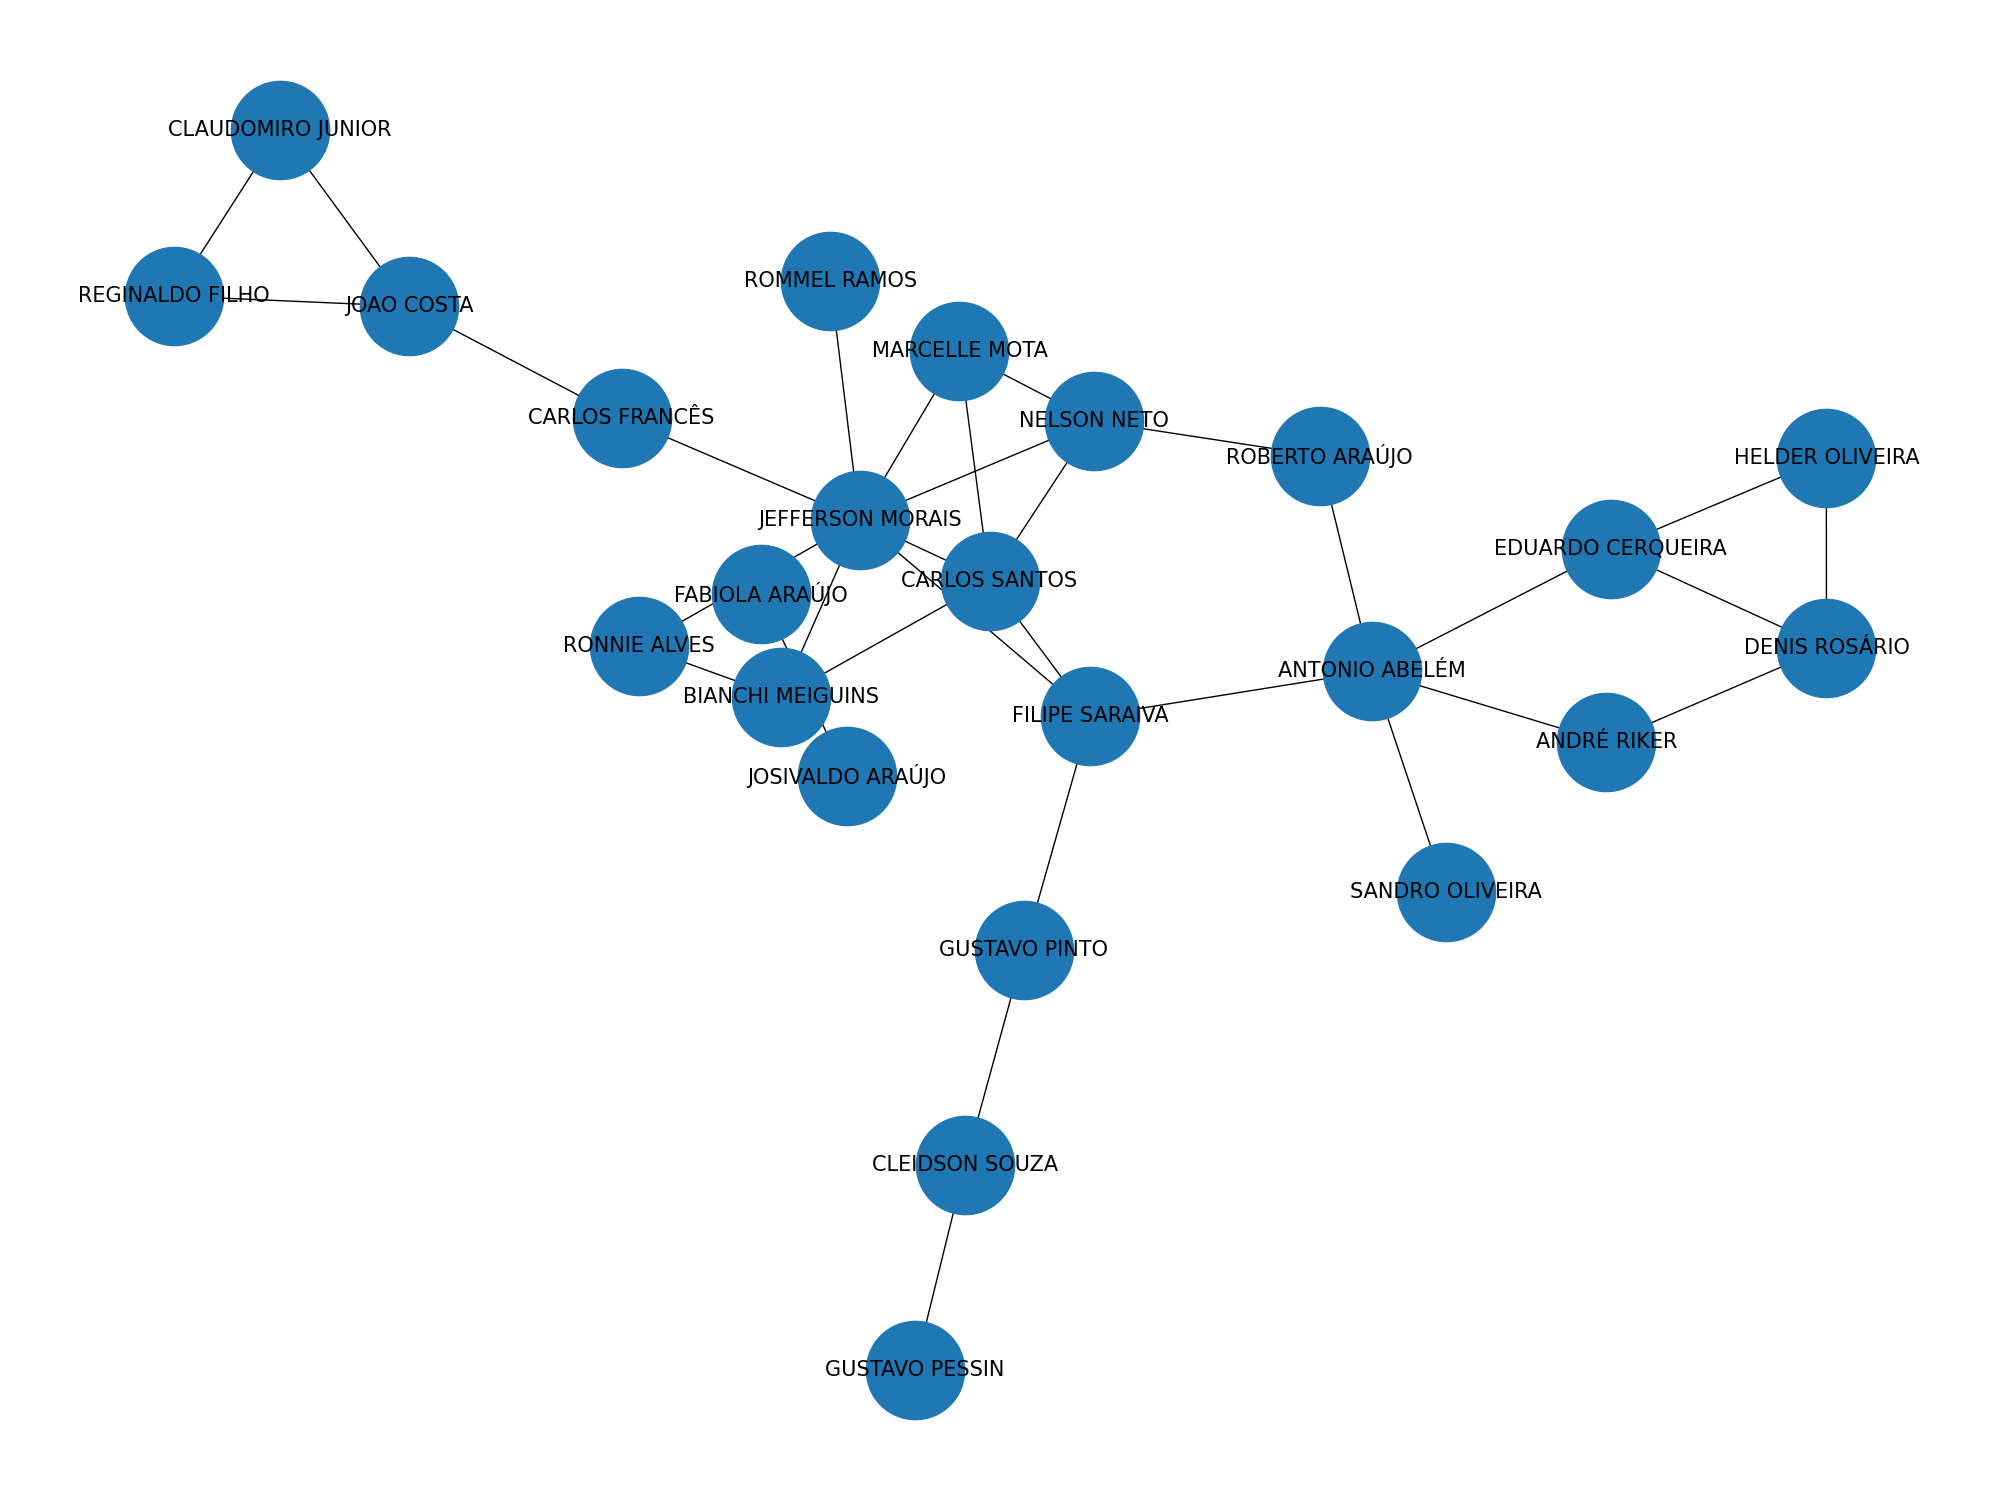 CLAUDOMIRO JUNIOR
ROMMEL RAMOS
REGINALDO FILHO
JOAO COSTA
MARCELLE MOTA
CARLOS FRANCÊS
NELSON NETO
ROBERTO ARAÚJO
HELDER OLIVEIRA
JEFFERSON MORAIS
EDUARDO CERQUEIRA
CARLOS SANTOS
FABIOLA ARAÚJO
RONNIE ALVES
DENIS ROSÁRIO
ANTONIO ABELÉM
BIANCHI MEIGUINS
FILIPE SARAIVA
ANDRÉ RIKER
JOSIVALDO ARAÚJO
SANDRO OLIVEIRA
GUSTAVO PINTO
CLEIDSON SOUZA
GUSTAVO PESSIN